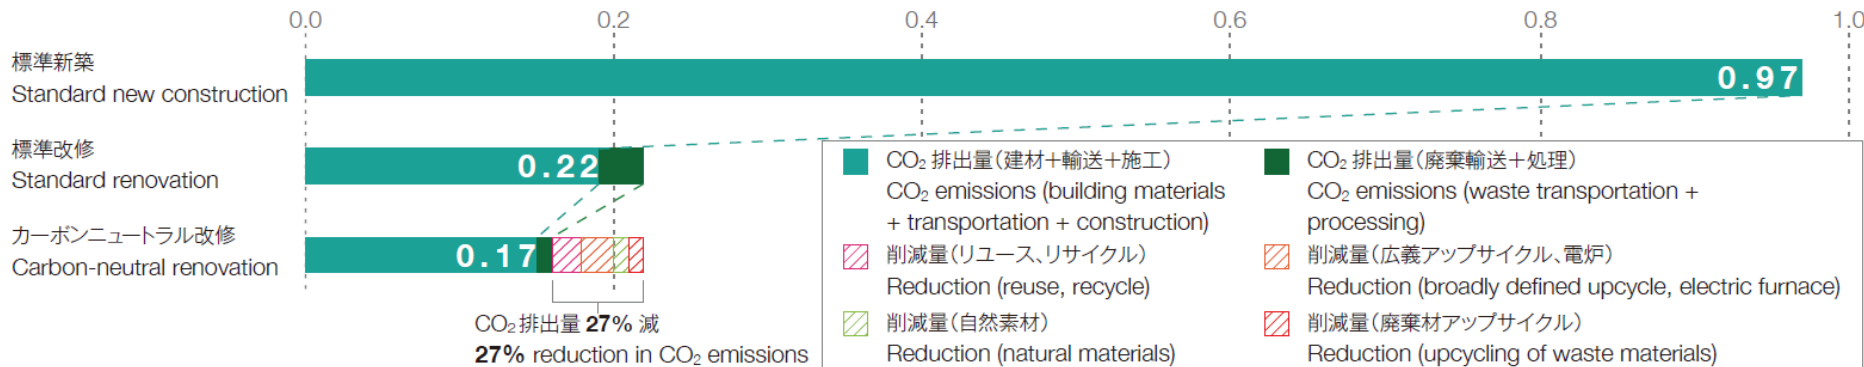 0.0 0.2 0.4 0.6 0.8 1.0
標準新築
Standard new construction
0.97
標準改修
Standard renovation
0.22
カーボンニュートラル改修
Carbon-neutral renovation
0.17
CO₂排出量 27% 減
27% reduction in CO₂ emissions
CO₂ 排出量（建材＋輸送＋施工）
CO₂ emissions (building materials
+ transportation + construction)
CO₂ 排出量（廃棄輸送＋処理）
CO₂ emissions (waste transportation +
processing)
削減量（リユース、リサイクル）
Reduction (reuse, recycle)
削減量（広義アップサイクル、電炉）
Reduction (broadly defined upcycle, electric furnace)
削減量（自然素材）
Reduction (natural materials)
削減量（廃棄材アップサイクル）
Reduction (upcycling of waste materials)